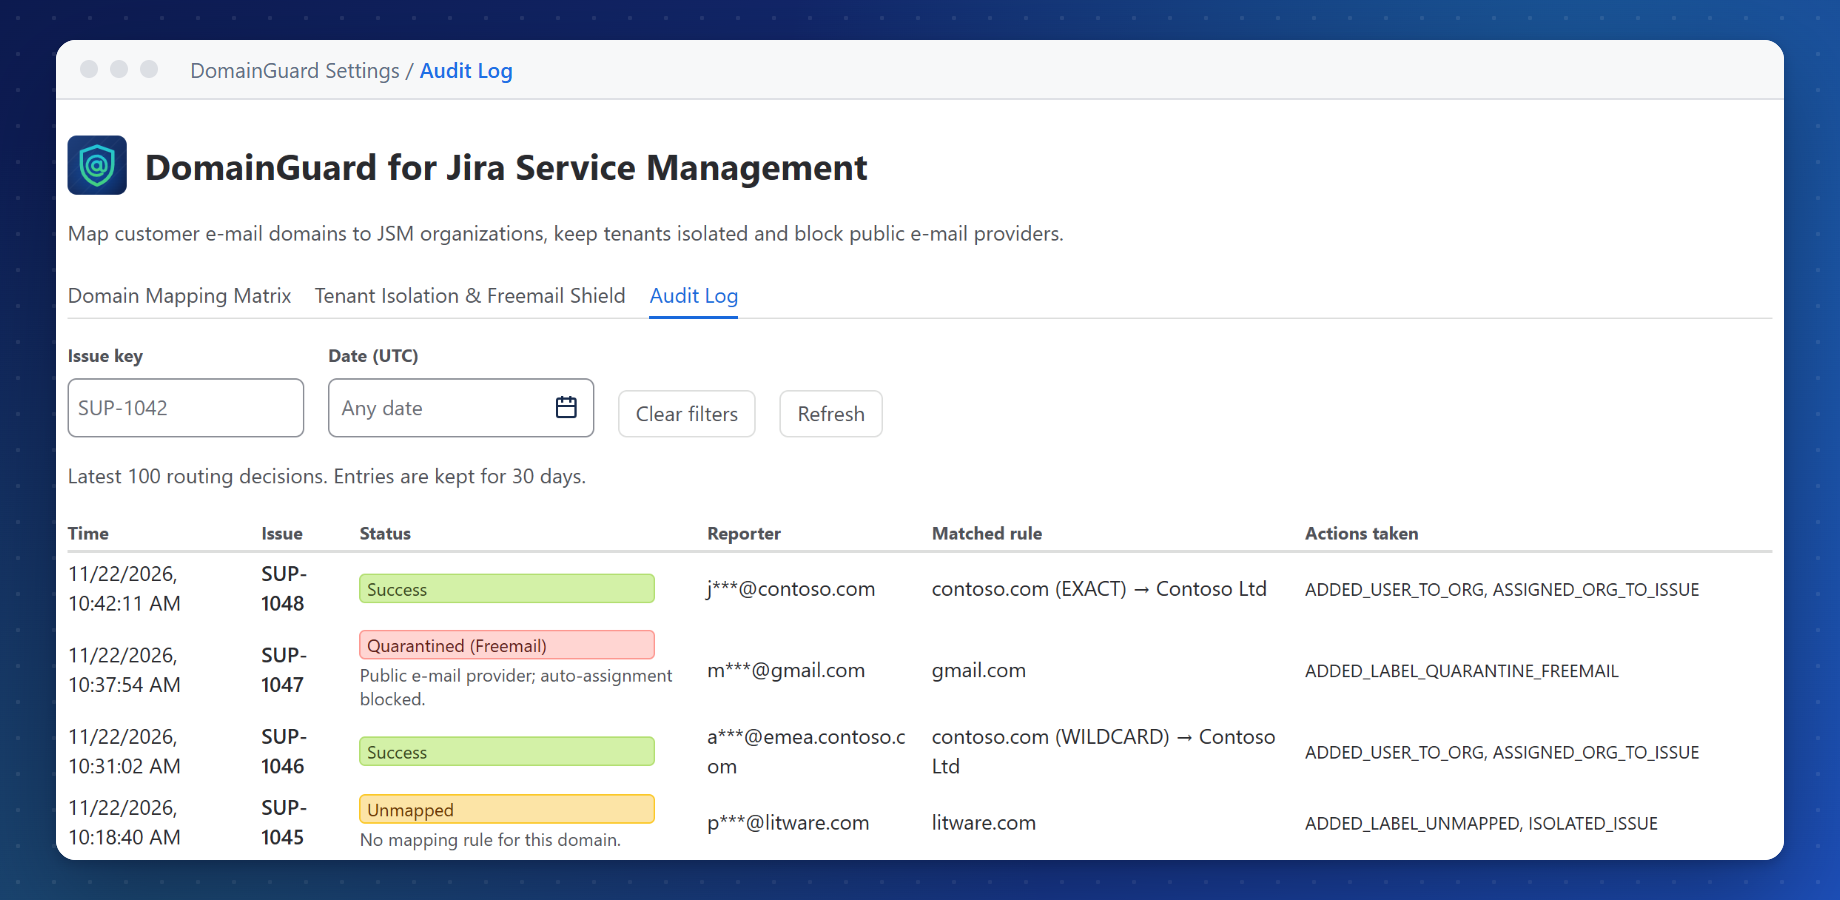 DomainGuard Settings / Audit Log
DomainGuard for Jira Service Management
Map customer e-mail domains to JSM organizations, keep tenants isolated and block public e-mail providers.
Domain Mapping Matrix Tenant Isolation & Freemail Shield Audit Log
Issue key Date (UTC)
SUP-1042 Any date Clear filters Refresh
Latest 100 routing decisions. Entries are kept for 30 days.
Time Issue Status Reporter Matched rule Actions taken
11/22/2026, SUP-
10:42:11 AM 1048 Success j***@contoso.com contoso.com (EXACT) → Contoso Ltd ADDED_USER_TO_ORG, ASSIGNED_ORG_TO_ISSUE
Quarantined (Freemail)
11/22/2026, SUP- Public e-mail provider; auto-assignment m***@gmail.com gmail.com ADDED_LABEL_QUARANTINE_FREEMAIL
10:37:54 AM 1047 blocked.
11/22/2026, SUP- Success a***@emea.contoso.c contoso.com (WILDCARD) → Contoso ADDED_USER_TO_ORG, ASSIGNED_ORG_TO_ISSUE
10:31:02 AM 1046 om Ltd
11/22/2026, SUP- Unmapped p***@litware.com litware.com ADDED_LABEL_UNMAPPED, ISOLATED_ISSUE
10:18:40 AM 1045 No mapping rule for this domain.